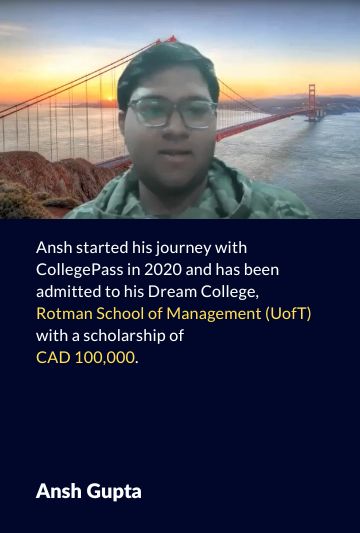 Ansh started his journey with
CollegePass in 2020 and has been
admitted to his Dream College,
Rotman School of Management (UofT)
with a scholarship of
CAD 100,000.
Ansh Gupta